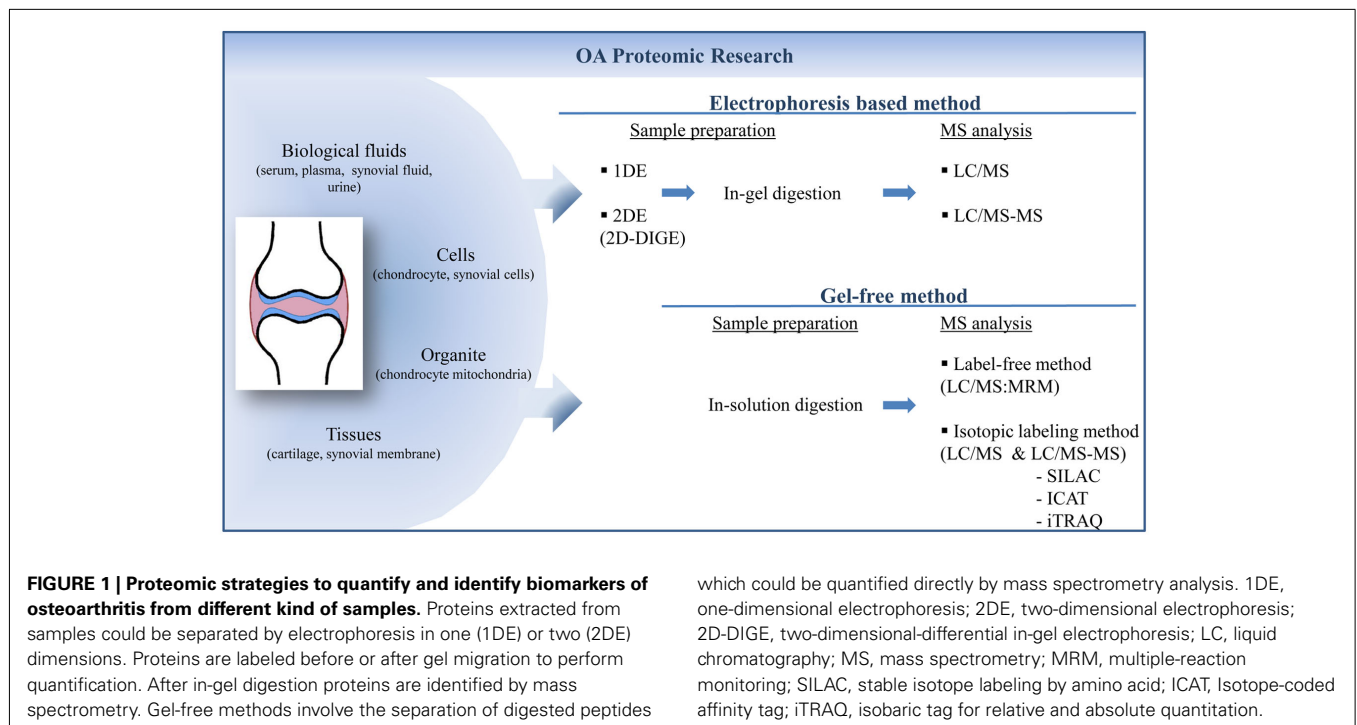 OA Proteomic Research
Biological fluids
(serum, plasma, synovial fluid,
urine)
Cells
(chondrocyte, synovial cells)
Organite
(chondrocyte mitochondria)
Tissues
(cartilage, synovial membrane)
Electrophoresis based method
Sample preparation
▪ 1DE
▪ 2DE
(2D-DIGE)
In-gel digestion
MS analysis
▪ LC/MS
▪ LC/MS-MS
Gel-free method
Sample preparation
In-solution digestion
MS analysis
▪ Label-free method
(LC/MS:MRM)
▪ Isotopic labeling method
(LC/MS & LC/MS-MS)
- SILAC
- ICAT
- iTRAQ
FIGURE 1 | Proteomic strategies to quantify and identify biomarkers of
osteoarthritis from different kind of samples. Proteins extracted from
samples could be separated by electrophoresis in one (1DE) or two (2DE)
dimensions. Proteins are labeled before or after gel migration to perform
quantification. After in-gel digestion proteins are identified by mass
spectrometry. Gel-free methods involve the separation of digested peptides
which could be quantified directly by mass spectrometry analysis. 1DE,
one-dimensional electrophoresis; 2DE, two-dimensional electrophoresis;
2D-DIGE, two-dimensional-differential in-gel electrophoresis; LC, liquid
chromatography; MS, mass spectrometry; MRM, multiple-reaction
monitoring; SILAC, stable isotope labeling by amino acid; ICAT, Isotope-coded
affinity tag; iTRAQ, isobaric tag for relative and absolute quantitation.